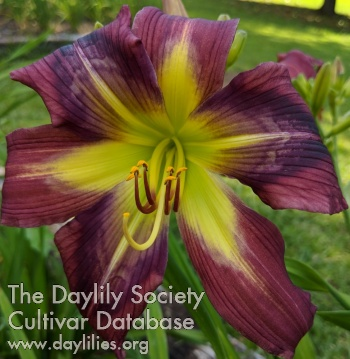 The Daylily Society
Cultivar Database
www.daylilies.org